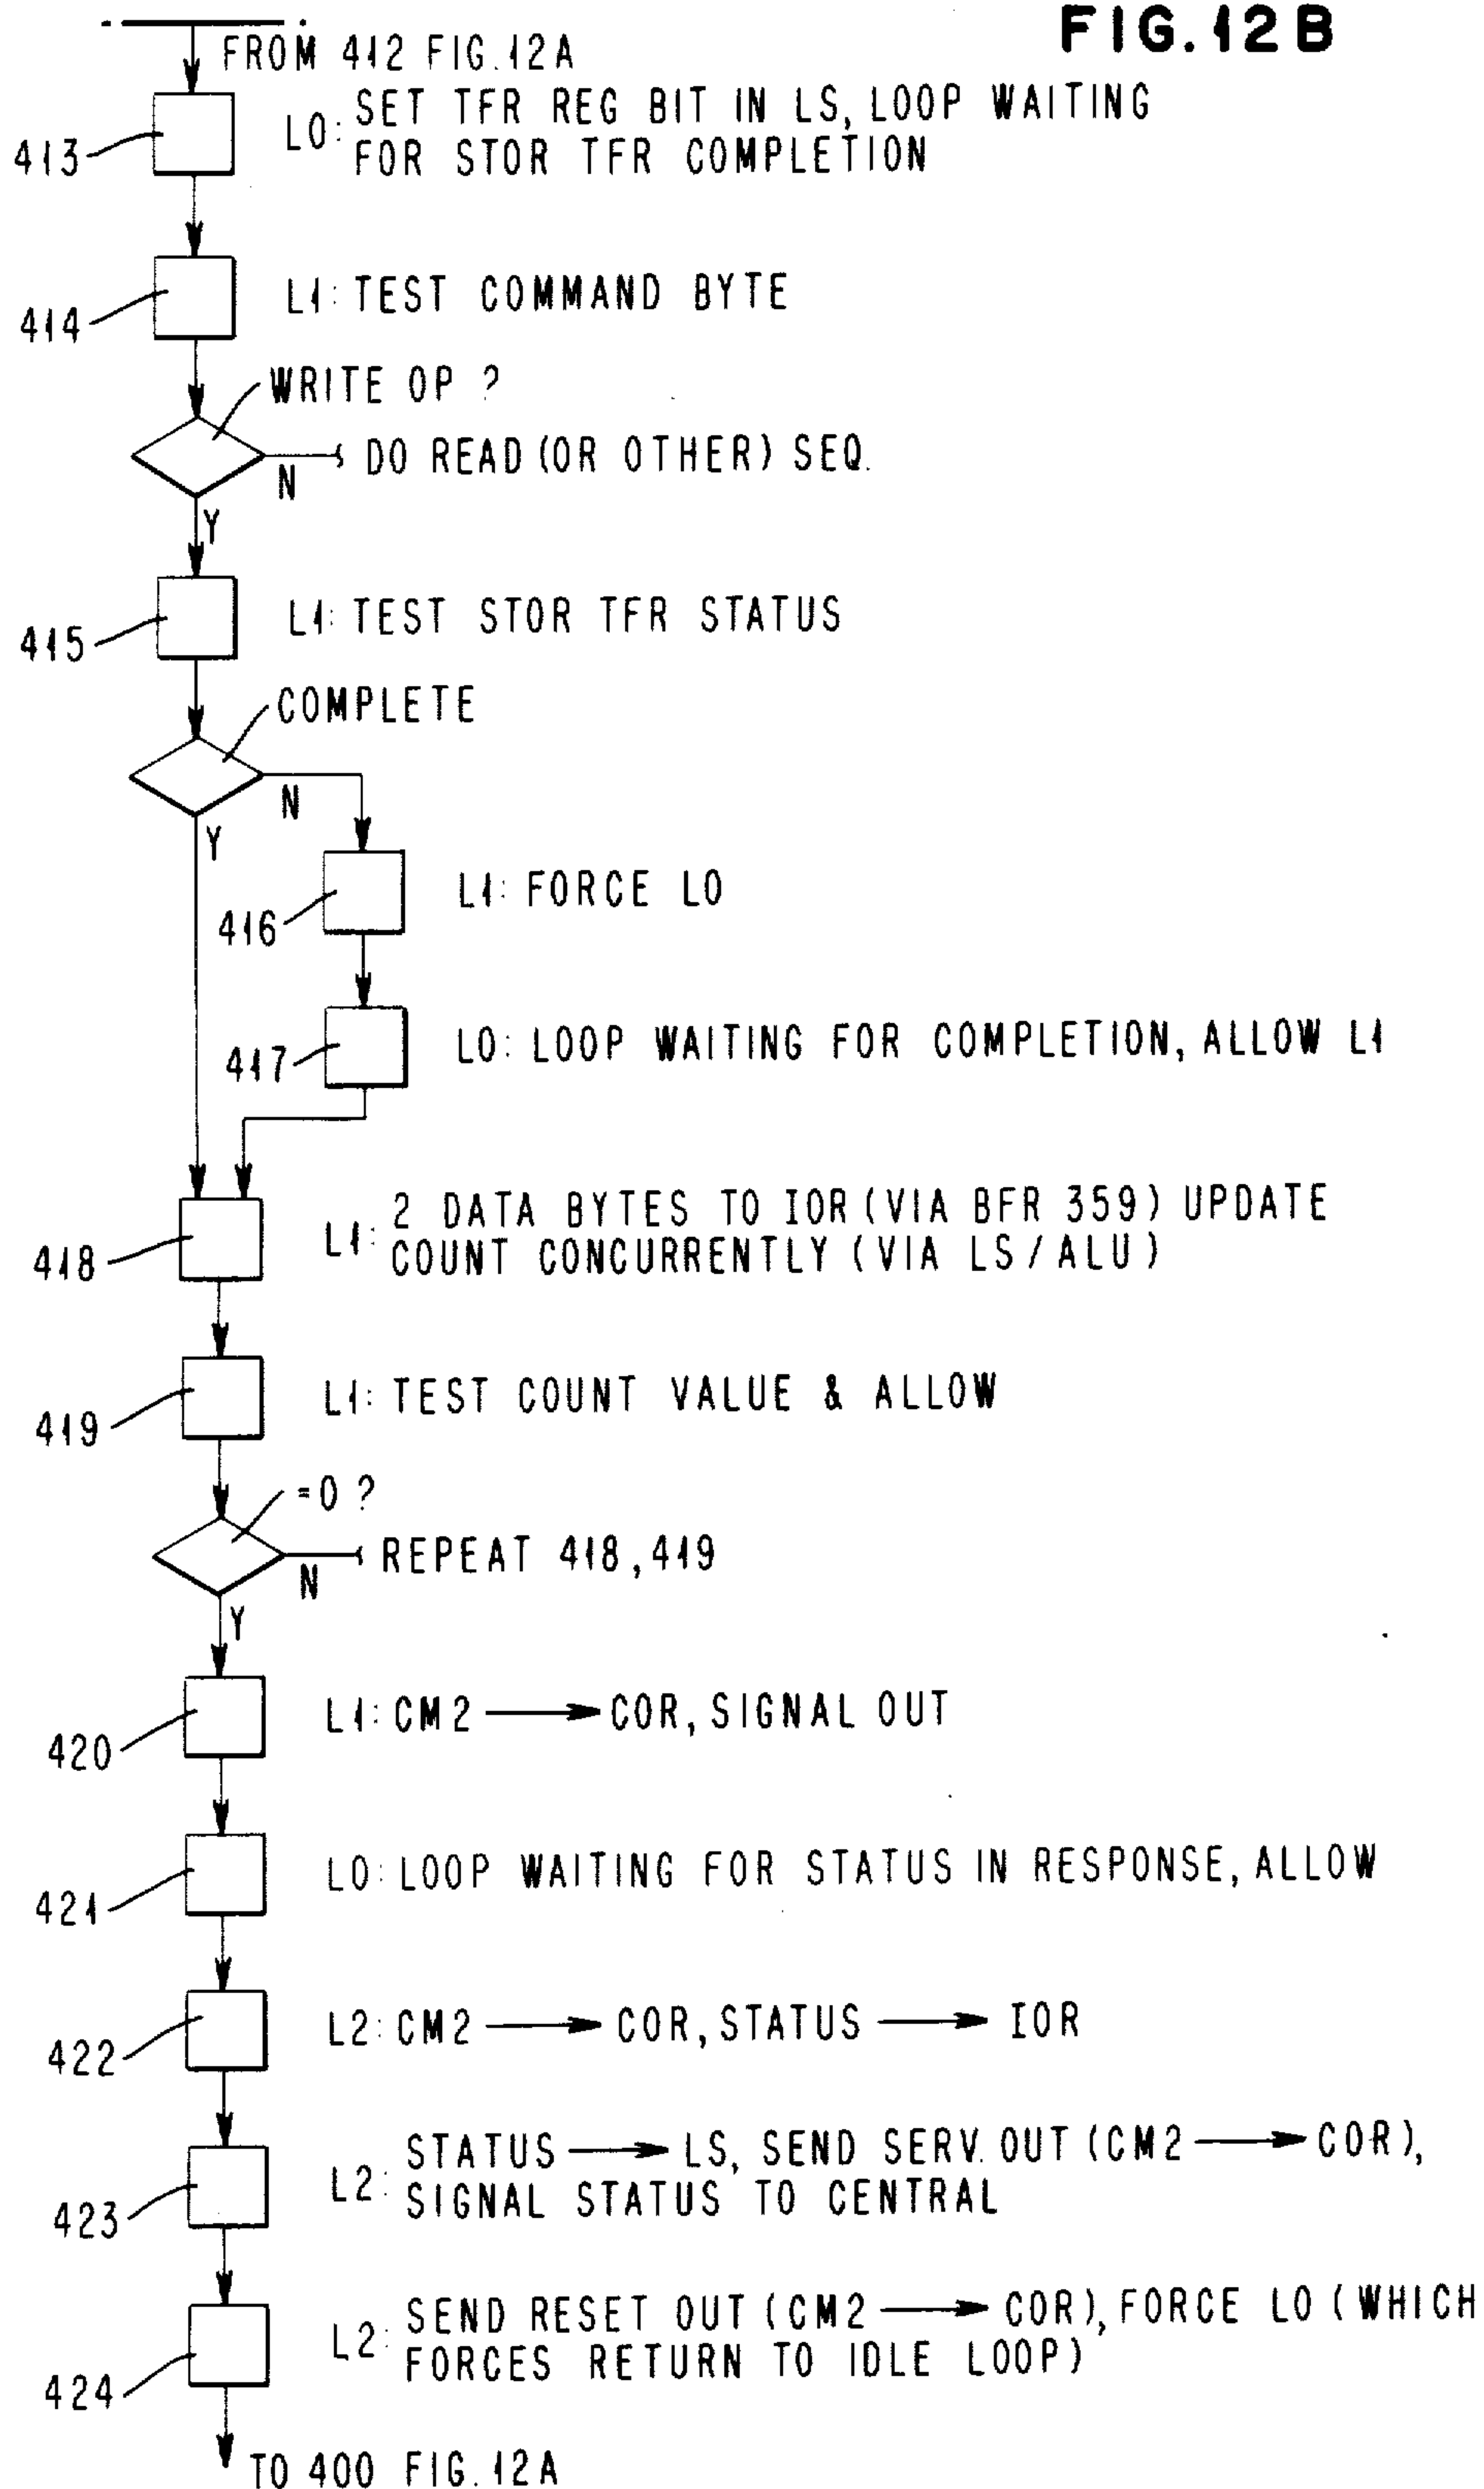 FIG. 12B
FROM 412 FIG. 12A
413
L0: SET TFR REG BIT IN LS, LOOP WAITING
FOR STOR TFR COMPLETION
414
L1: TEST COMMAND BYTE
WRITE OP ?
N
DO READ (OR OTHER) SEQ.
Y
415
L1: TEST STOR TFR STATUS
COMPLETE
N
Y
416
L1: FORCE L0
417
L0: LOOP WAITING FOR COMPLETION, ALLOW L1
418
L1: 2 DATA BYTES TO IOR (VIA BFR 359) UPDATE
COUNT CONCURRENTLY (VIA LS/ALU)
419
L1: TEST COUNT VALUE & ALLOW
=0 ?
N
REPEAT 418, 419
Y
420
L1: CM2 → COR, SIGNAL OUT
421
L0: LOOP WAITING FOR STATUS IN RESPONSE, ALLOW
422
L2: CM2 → COR, STATUS → IOR
423
L2: STATUS → LS, SEND SERV. OUT (CM2 → COR),
SIGNAL STATUS TO CENTRAL
424
L2: SEND RESET OUT (CM2 → COR), FORCE L0 (WHICH
FORCES RETURN TO IDLE LOOP)
TO 400 FIG. 12A